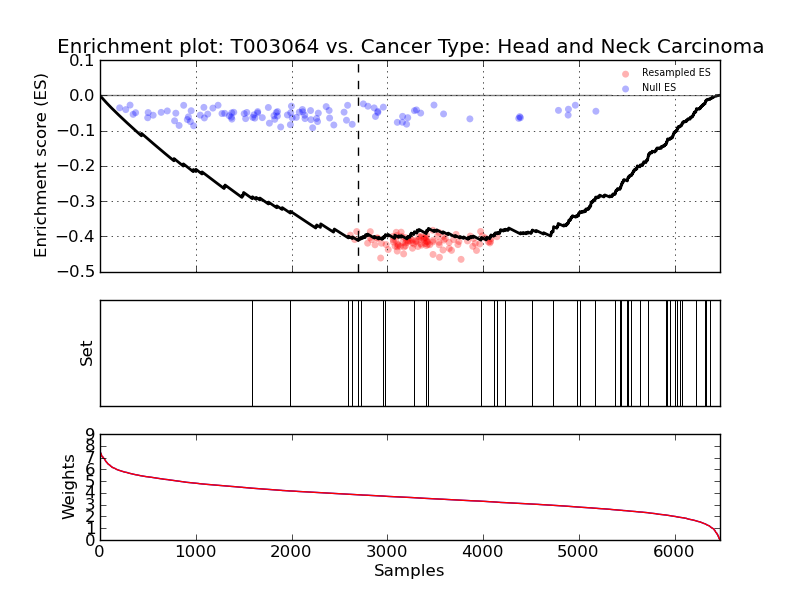 Enrichment plot: T003064 vs. Cancer Type: Head and Neck Carcinoma
0.1
0.0
−0.1
−0.2
−0.3
−0.4
−0.5
Enrichment score (ES)
Resampled ES
Null ES
Set
9
8
7
6
5
4
3
2
1
0
Weights
0 1000 2000 3000 4000 5000 6000
Samples